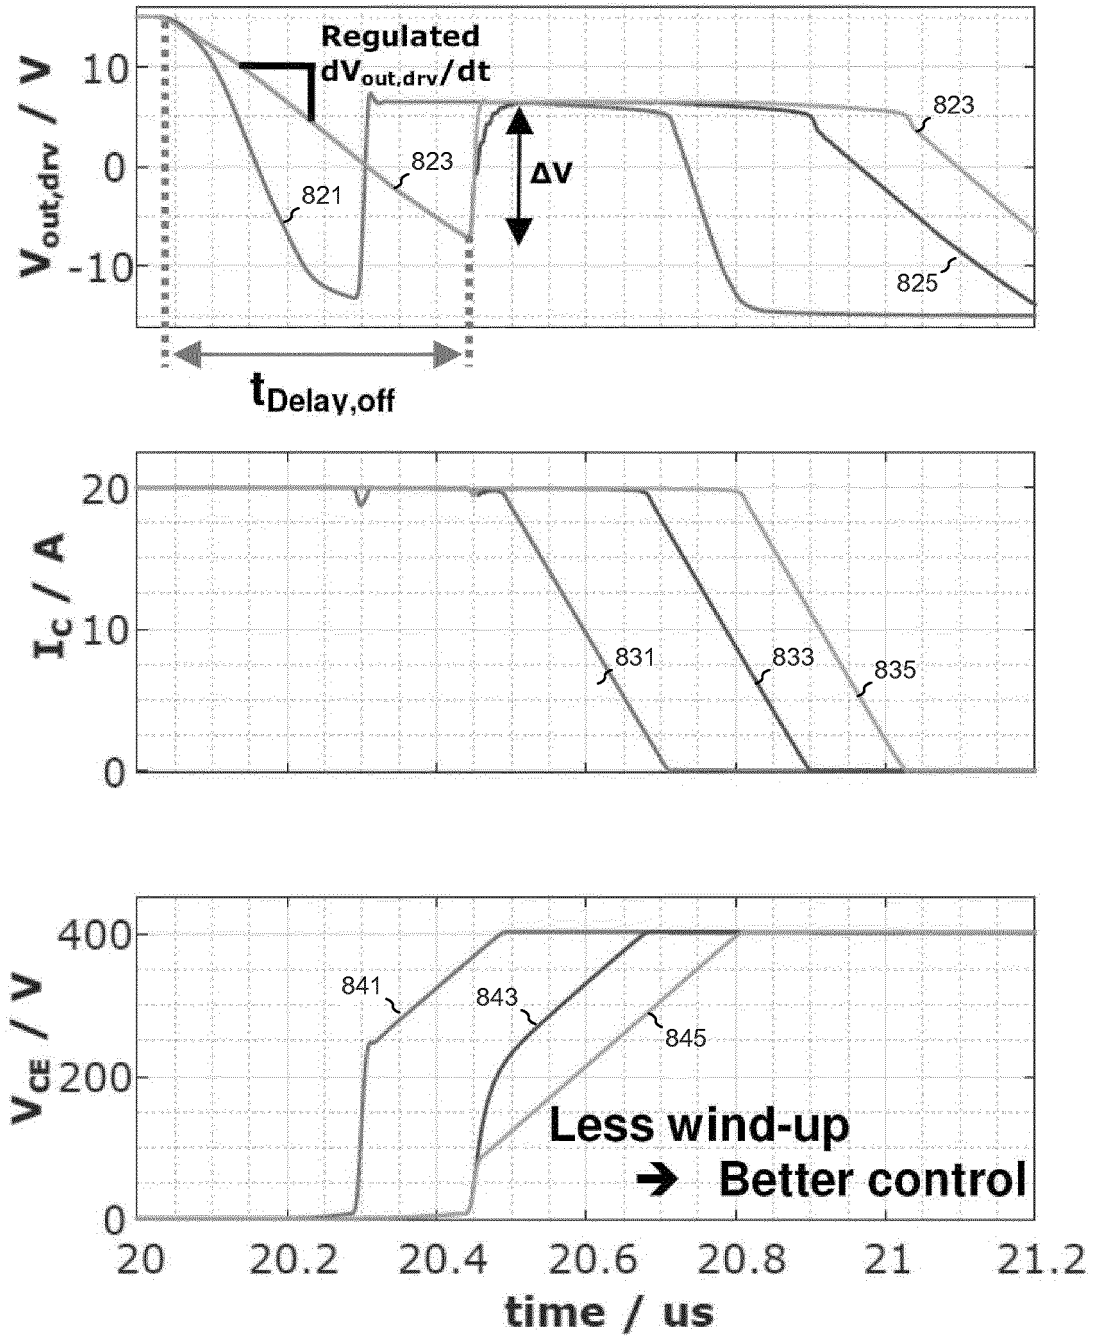 Regulated
dVout,drv/dt
Vout,drv / V
10
0
-10
821
823
ΔV
823
825
tDelay,off
IC / A
20
10
0
831
833
835
VCE / V
400
200
0
841
843
845
Less wind-up
➔ Better control
20 20.2 20.4 20.6 20.8 21 21.2
time / us